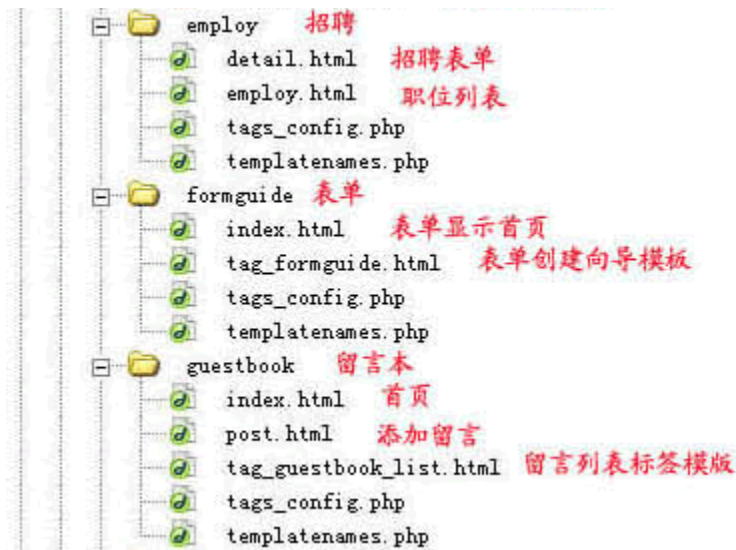 employ 招聘
detail.html 招聘表单
employ.html 职位列表
tags_config.php
templatenames.php
formguide 表单
index.html 表单显示首页
tag_formguide.html 表单创建向导模板
tags_config.php
templatenames.php
guestbook 留言本
index.html 首页
post.html 添加留言
tag_guestbook_list.html 留言列表标签模版
tags_config.php
templatenames.php